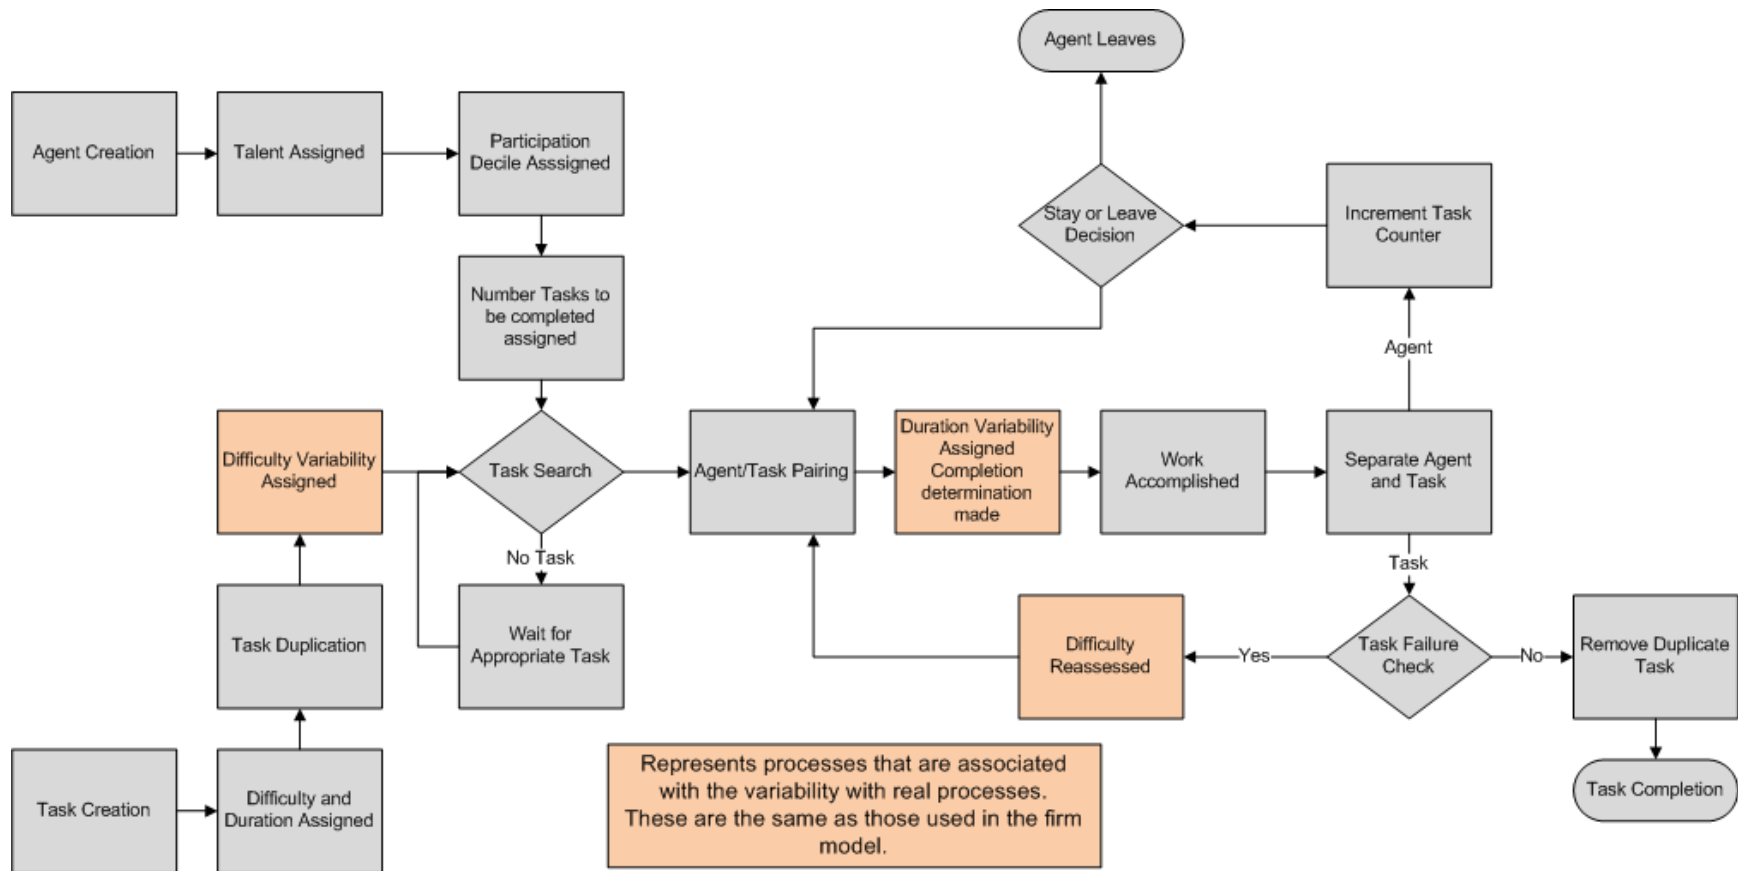 Agent Leaves
Agent Creation
Talent Assigned
Participation
Decile Asssigned
Stay or Leave
Decision
Increment Task
Counter
Number Tasks to
be completed
assigned
Agent
Difficulty Variability
Assigned
Task Search
Agent/Task Pairing
Duration Variability
Assigned
Completion
determination
made
Work
Accomplished
Separate Agent
and Task
No Task
Task
Task Duplication
Wait for
Appropriate Task
Difficulty
Reassessed
Yes
Task Failure
Check
No
Remove Duplicate
Task
Task Creation
Difficulty and
Duration Assigned
Represents processes that are associated
with the variability with real processes.
These are the same as those used in the firm
model.
Task Completion